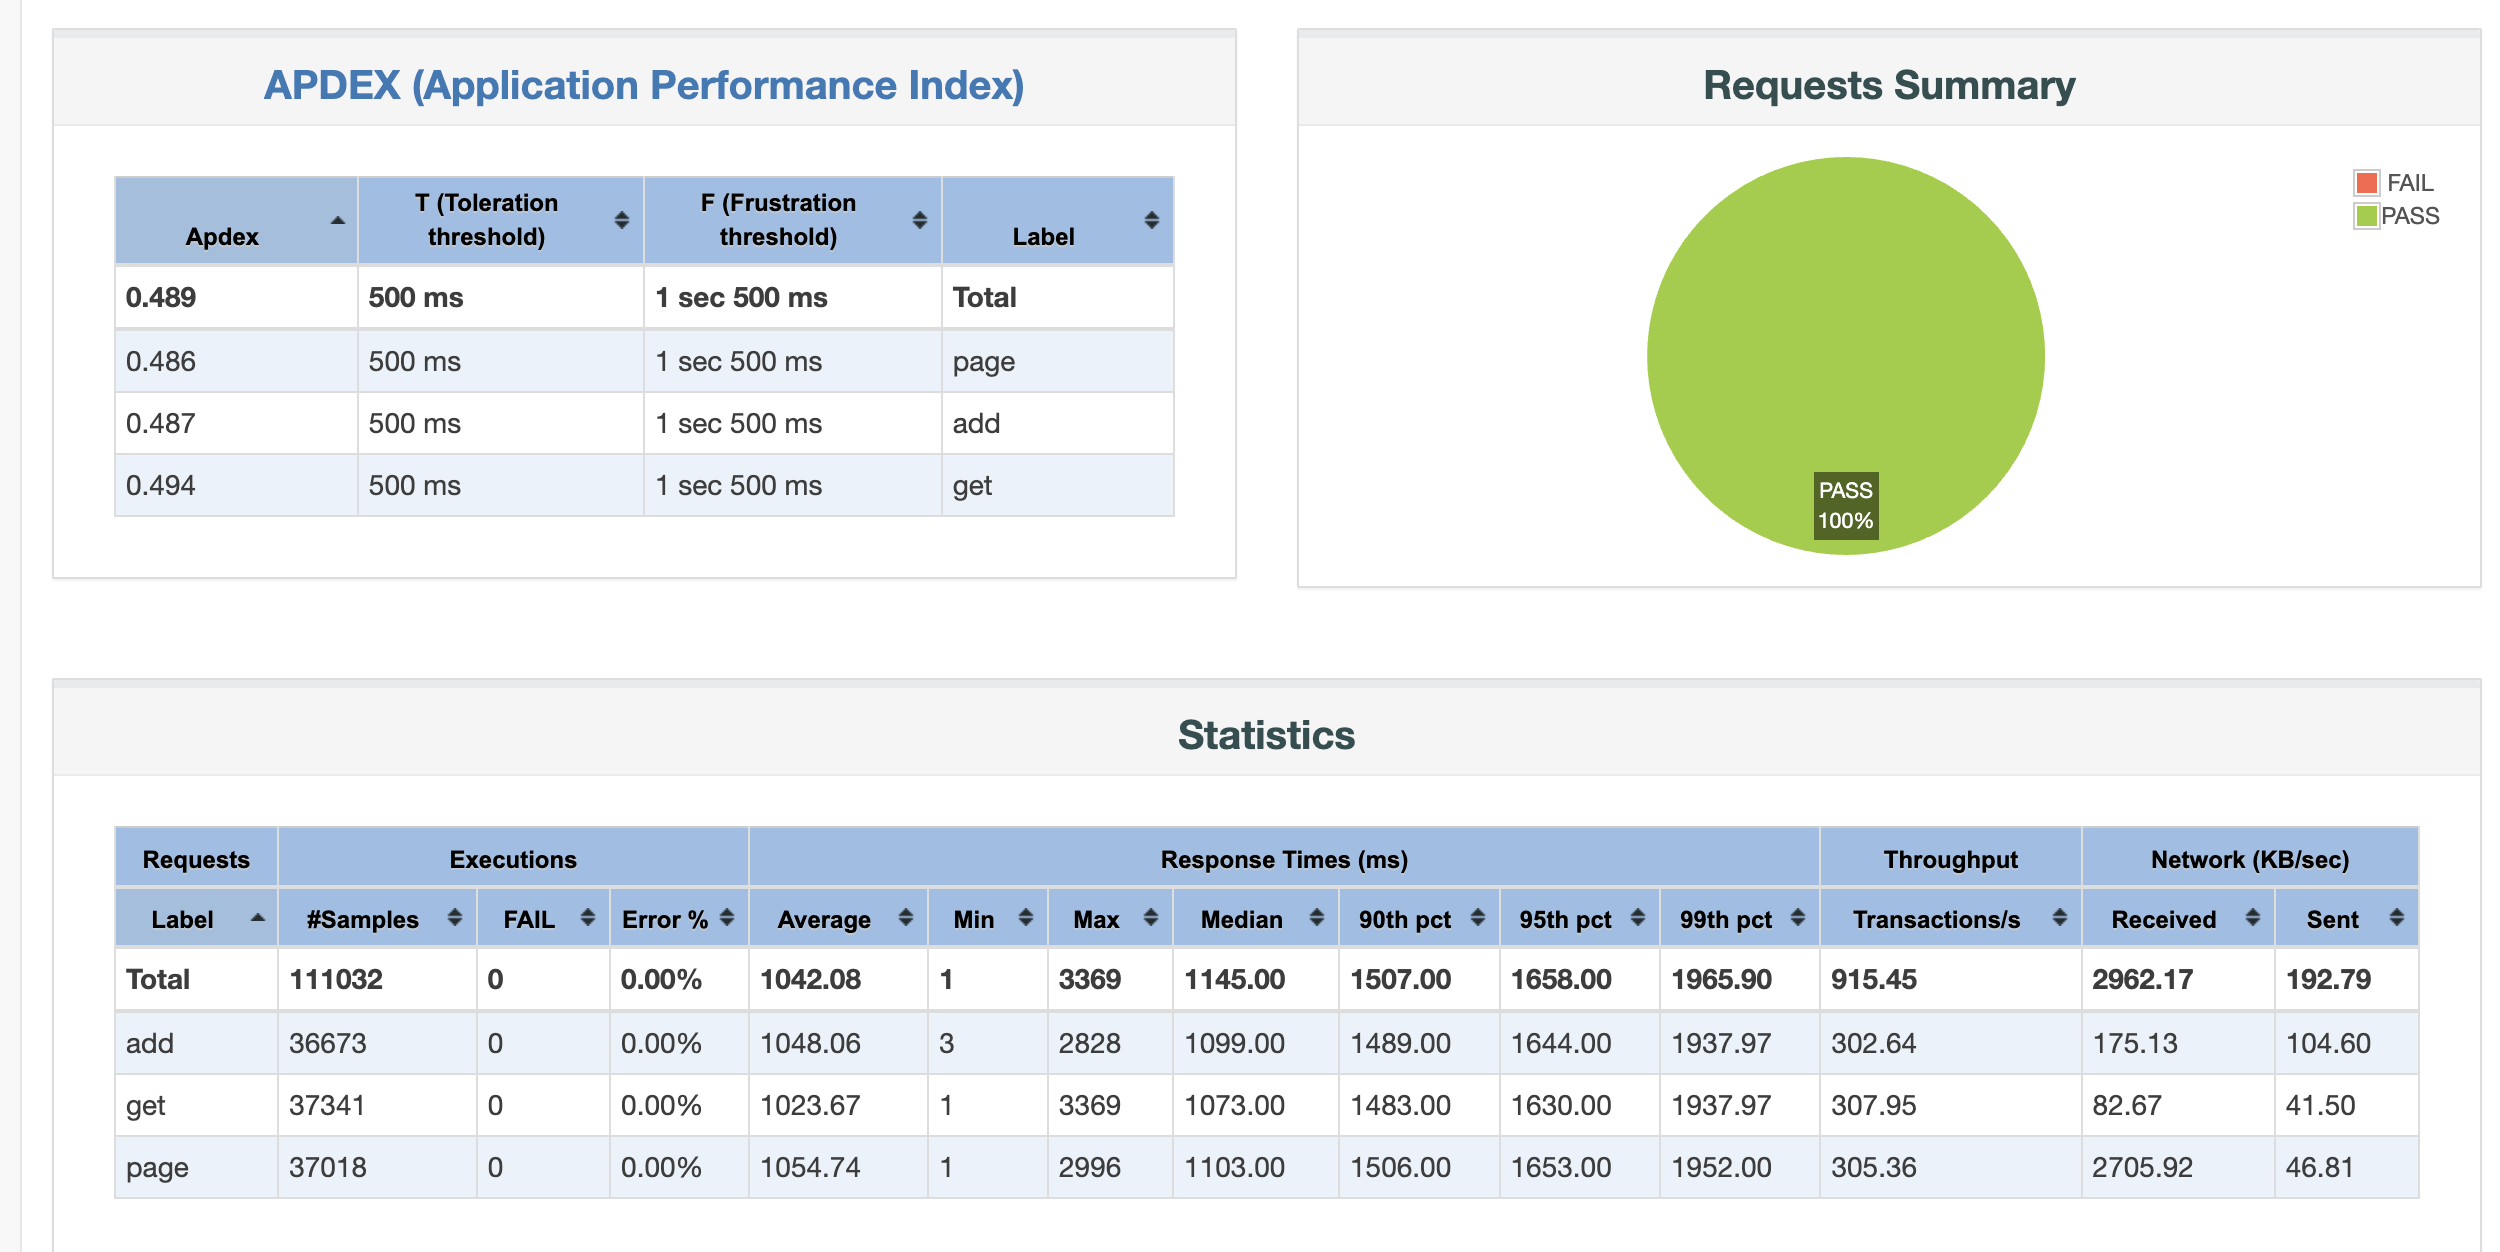 APDEX (Application Performance Index)
Apdex T (Toleration threshold) F (Frustration threshold) Label
0.489 500 ms 1 sec 500 ms Total
0.486 500 ms 1 sec 500 ms page
0.487 500 ms 1 sec 500 ms add
0.494 500 ms 1 sec 500 ms get
Requests Summary
FAIL
PASS
PASS
100%
Statistics
Requests Executions Response Times (ms) Throughput Network (KB/sec)
Label #Samples FAIL Error % Average Min Max Median 90th pct 95th pct 99th pct Transactions/s Received Sent
Total 111032 0 0.00% 1042.08 1 3369 1145.00 1507.00 1658.00 1965.90 915.45 2962.17 192.79
add 36673 0 0.00% 1048.06 3 2828 1099.00 1489.00 1644.00 1937.97 302.64 175.13 104.60
get 37341 0 0.00% 1023.67 1 3369 1073.00 1483.00 1630.00 1937.97 307.95 82.67 41.50
page 37018 0 0.00% 1054.74 1 2996 1103.00 1506.00 1653.00 1952.00 305.36 2705.92 46.81